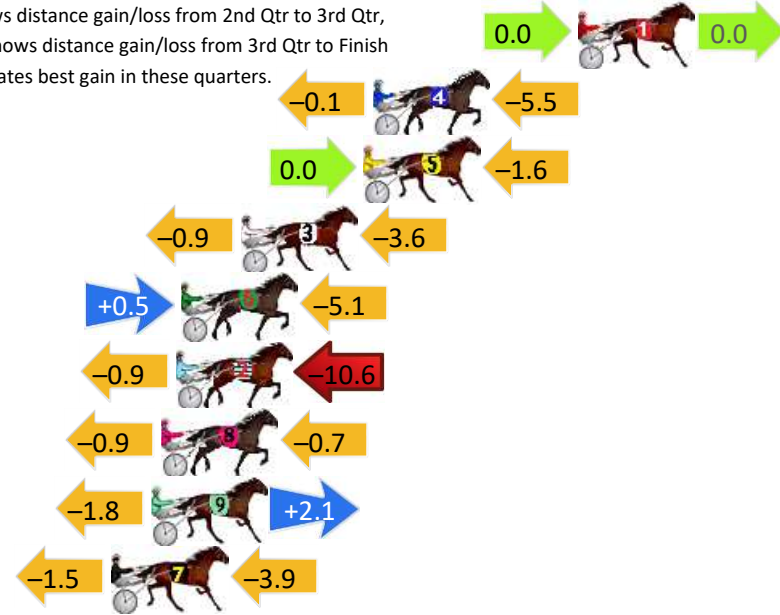 ws distance gain/loss from 2nd Qtr to 3rd Qtr,
hows distance gain/loss from 3rd Qtr to Finish
ates best gain in these quarters.
0.0 1 0.0
–0.1 4 –5.5
0.0 5 –1.6
–0.9 3 –3.6
+0.5 6 –5.1
–0.9 2 –10.6
–0.9 8 –0.7
–1.8 9 +2.1
–1.5 7 –3.9